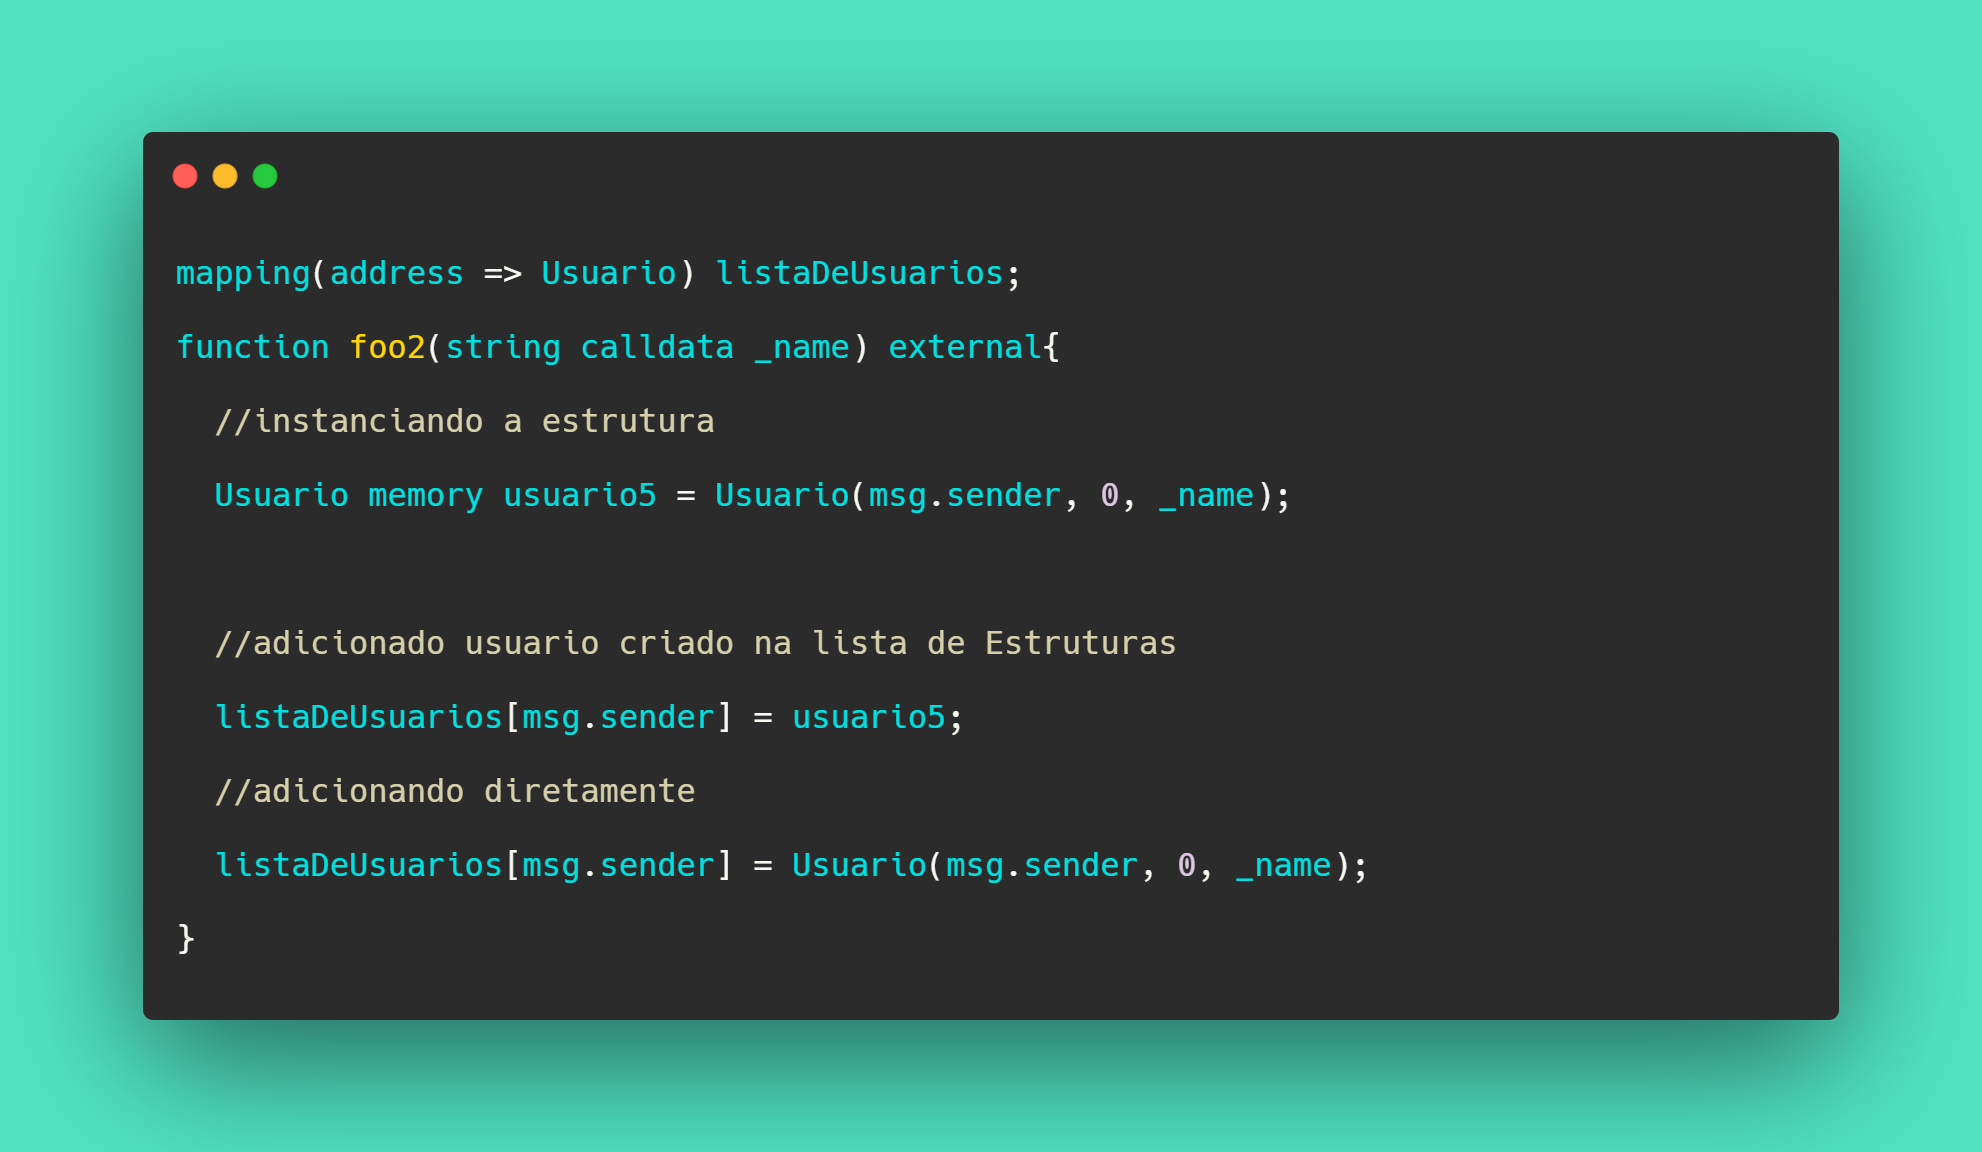 mapping(address => Usuario) listaDeUsuarios;
function foo2(string calldata _name) external{
//instanciando a estrutura
Usuario memory usuario5 = Usuario(msg.sender, 0, _name);
//adicionado usuario criado na lista de Estruturas
listaDeUsuarios[msg.sender] = usuario5;
//adicionando diretamente
listaDeUsuarios[msg.sender] = Usuario(msg.sender, 0, _name);
}